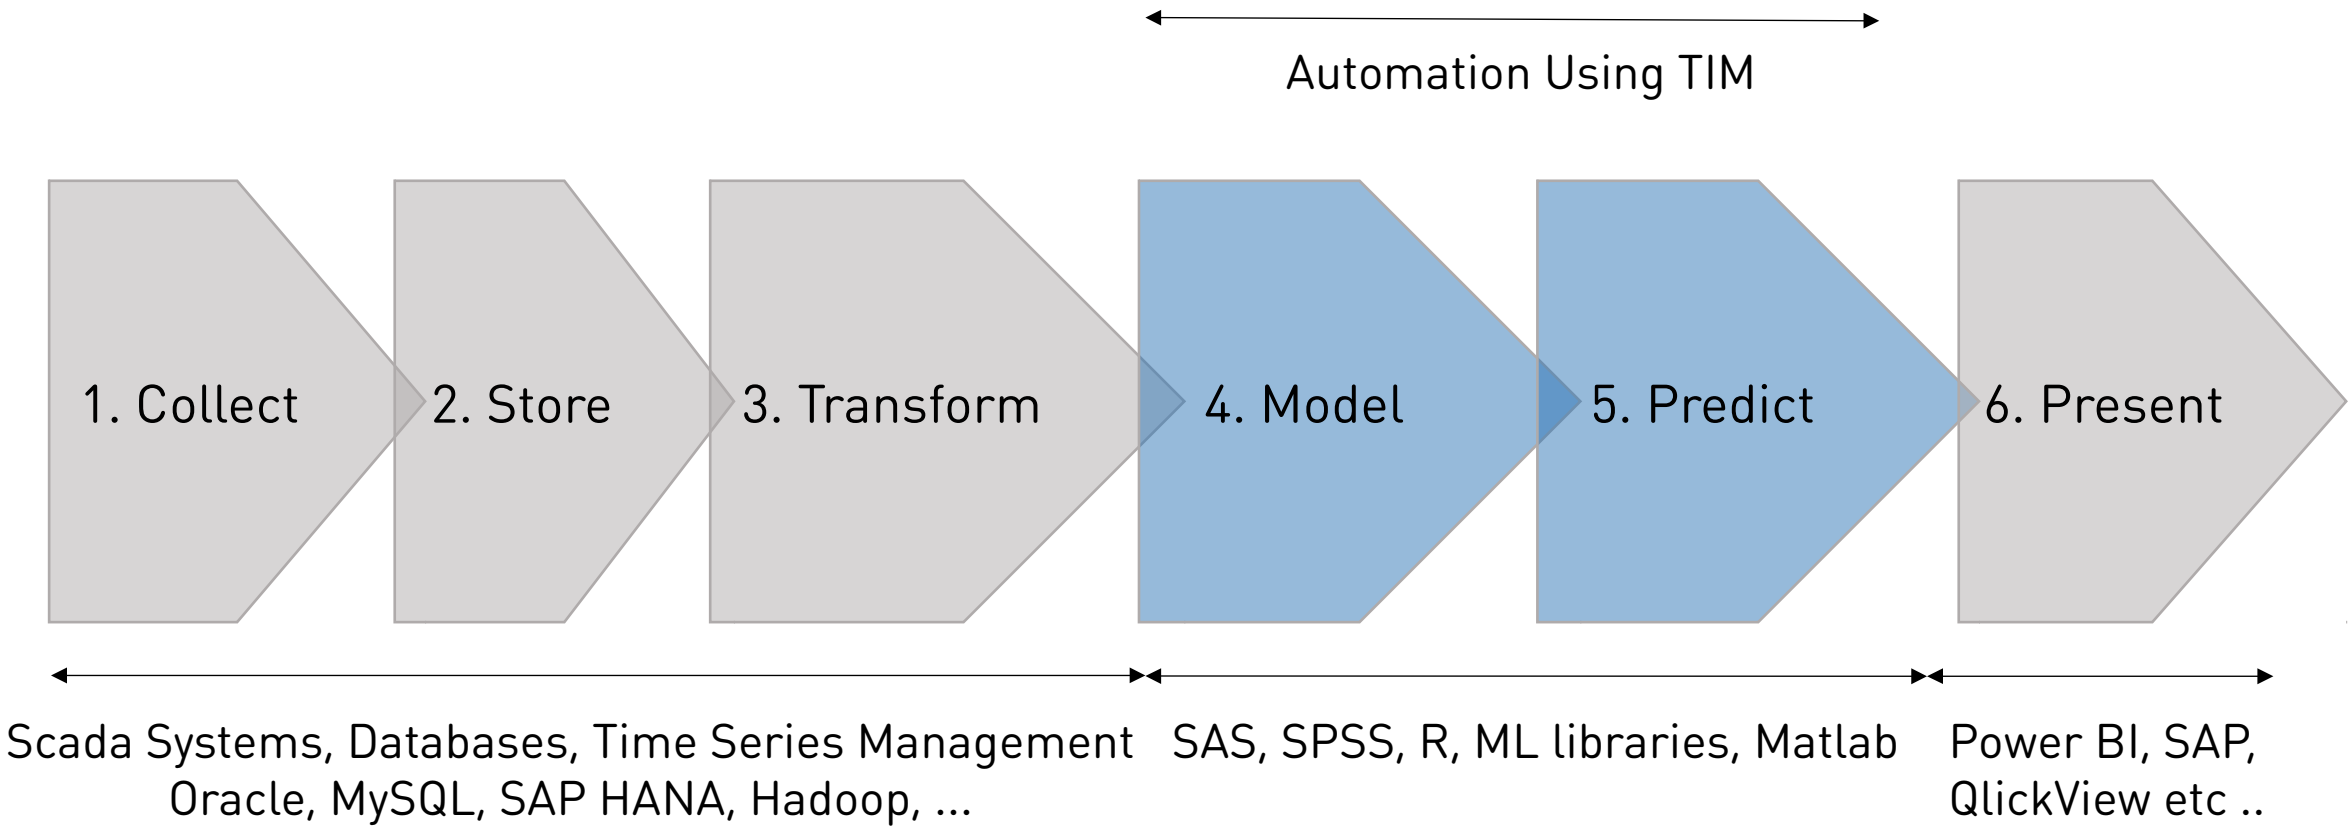 Automation Using TIM
1. Collect
2. Store
3. Transform
4. Model
5. Predict
6. Present
Scada Systems, Databases, Time Series Management
Oracle, MySQL, SAP HANA, Hadoop, ...
SAS, SPSS, R, ML libraries, Matlab
Power BI, SAP,
QlickView etc ..